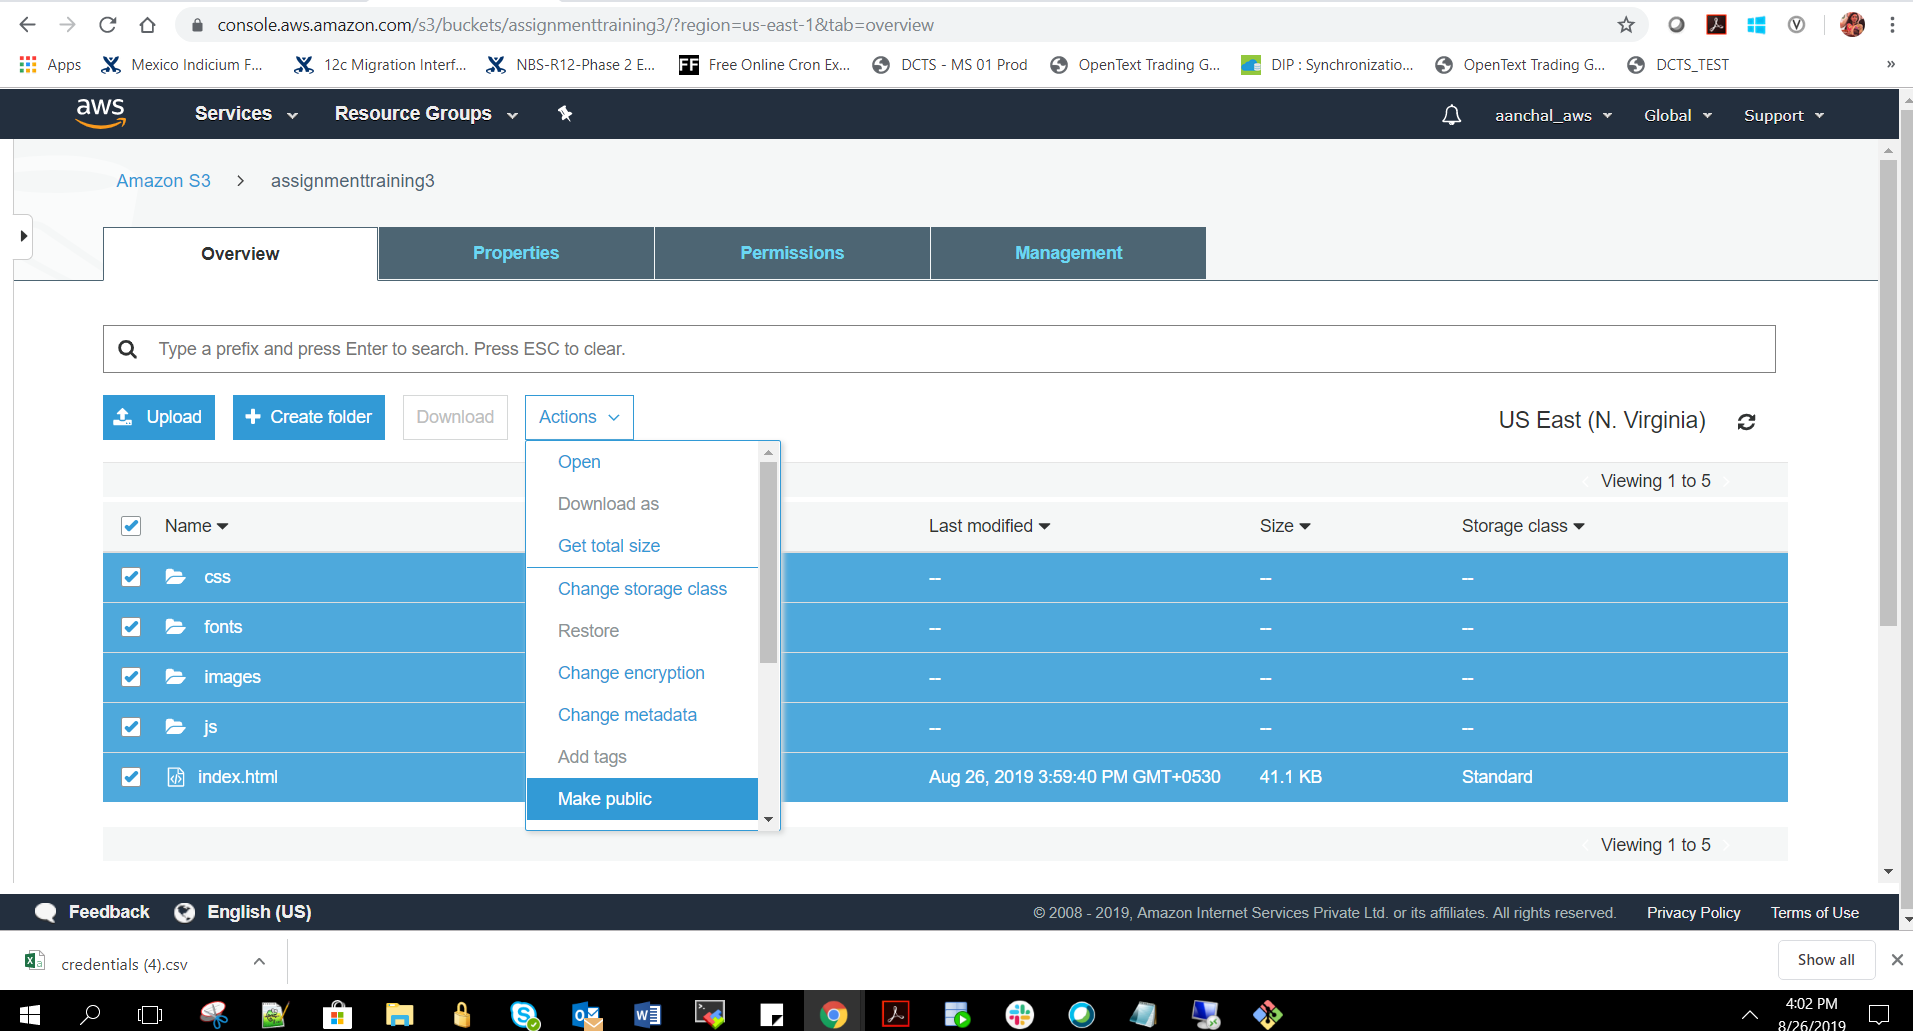 console.aws.amazon.com/s3/buckets/assignmenttraining3/?region=us-east-1&tab=overview
Apps Mexico Indicium F... 12c Migration Interf... NBS-R12-Phase 2 E... FF Free Online Cron Ex... DCTS - MS 01 Prod OpenText Trading G... DIP : Synchronizatio... OpenText Trading G... DCTS_TEST »
aws Services Resource Groups aanchal_aws Global Support
Amazon S3 > assignmenttraining3
Overview Properties Permissions Management
Type a prefix and press Enter to search. Press ESC to clear.
Upload + Create folder Download Actions US East (N. Virginia)
Open
Viewing 1 to 5
Download as
Name Last modified Size Storage class
Get total size
css -- -- --
Change storage class
fonts -- -- --
Restore
images -- -- --
Change encryption
Change metadata
js -- -- --
Add tags
index.html Aug 26, 2019 3:59:40 PM GMT+0530 41.1 KB Standard
Make public
Viewing 1 to 5
Feedback English (US) © 2008 - 2019, Amazon Internet Services Private Ltd. or its affiliates. All rights reserved. Privacy Policy Terms of Use
credentials (4).csv Show all
4:02 PM
8/26/2019